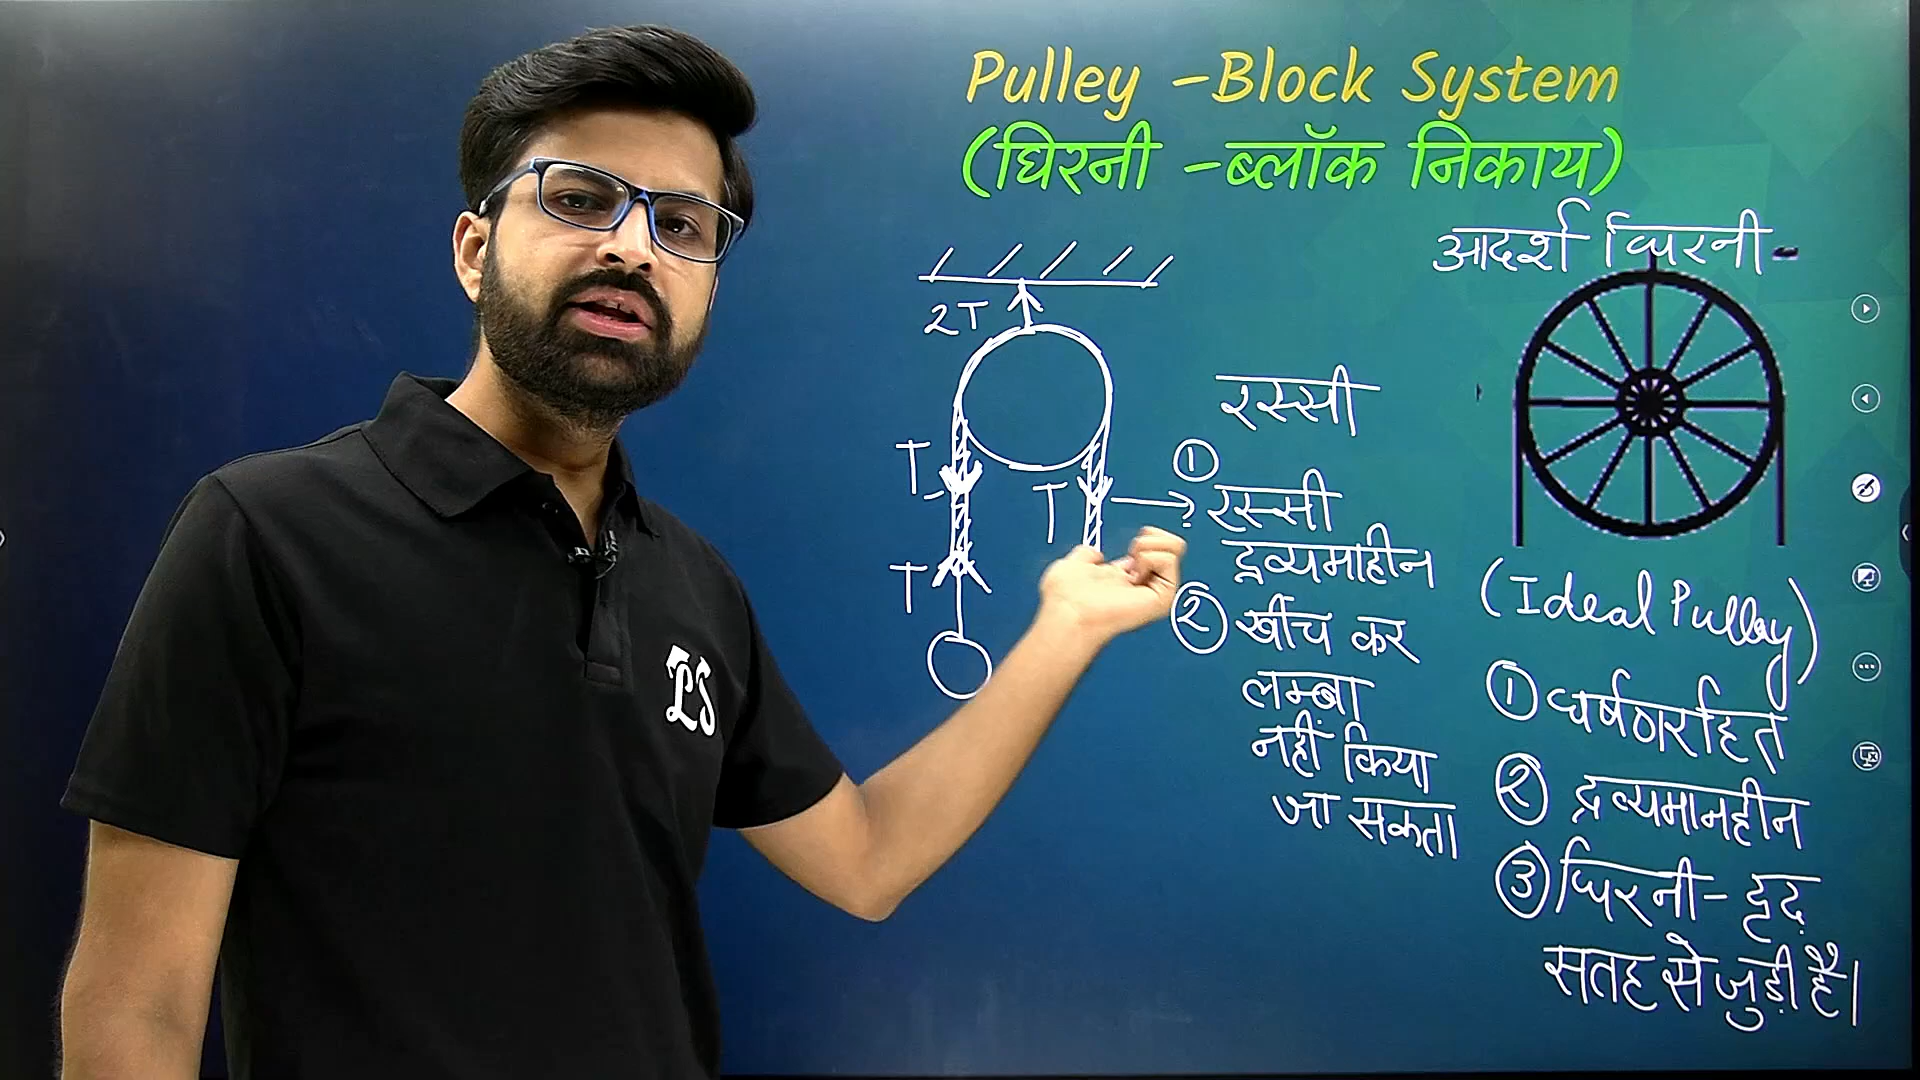 Pulley -Block System
(घिरनी -ब्लॉक निकाय)
आदर्श घिरनी-
2T
रस्सी
T
T
①
रस्सी
द्रव्यमाहीन
T
② खींच कर
लम्बा
नहीं किया
जा सकता
(Ideal Pulley)
① घर्षणरहित
② द्रव्यमानहीन
③ घिरनी- दृढ़
सतह से जुड़ी है।
LS